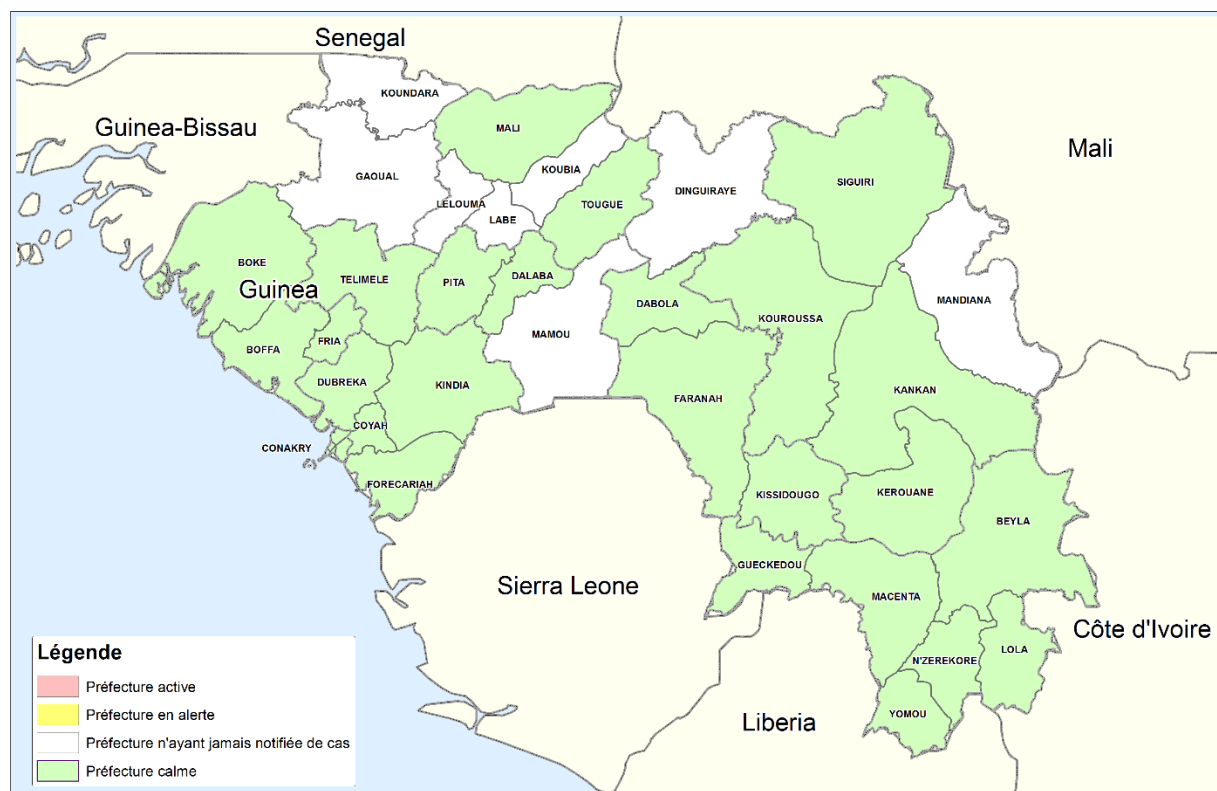 Senegal
KOUNDARA
Guinea-Bissau
MALI
Mali
KOUBIA
GAOUAL
DINGUIRAYE
SIGUIRI
LELOUMA
TOUGUE
LABE
BOKE
Guinea
TELIMELE
PITA
DALABA
DABOLA
MANDIANA
KOUROUSSA
MAMOU
FRIA
BOFFA
DUBREKA
KINDIA
KANKAN
FARANAH
COYAH
CONAKRY
FORECARIAH
KISSIDOUGO
KEROUANE
BEYLA
GUECKEDOU
Sierra Leone
MACENTA
Côte d'Ivoire
LOLA
N'ZEREKORE
YOMOU
Liberia
Légende
Préfecture active
Préfecture en alerte
Préfecture n'ayant jamais notifiée de cas
Préfecture calme